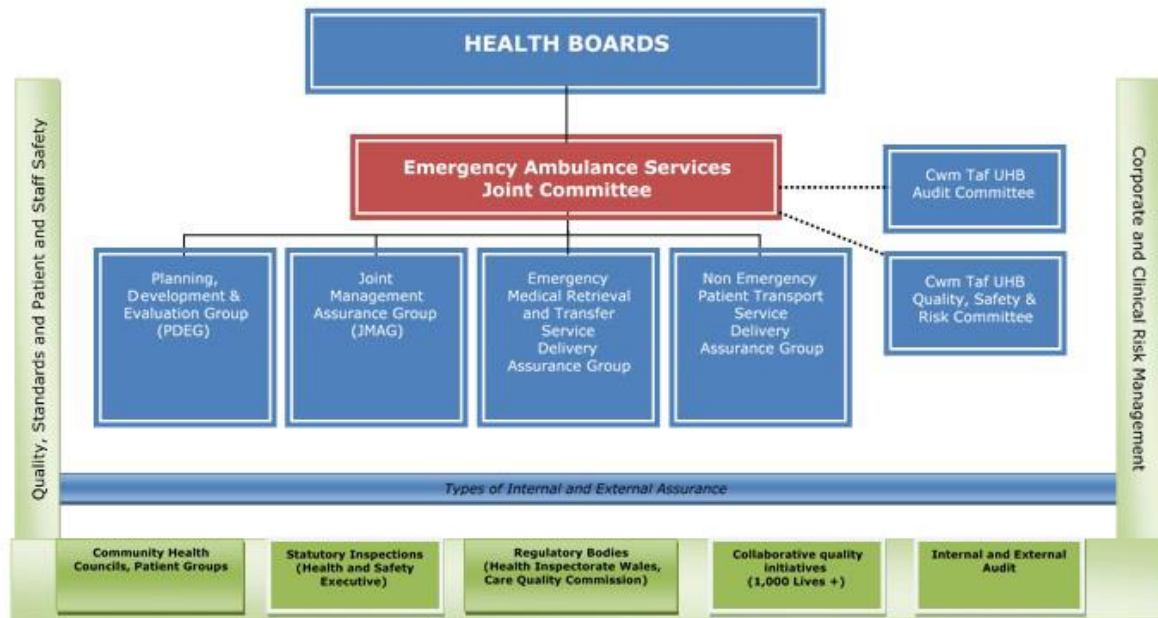 HEALTH BOARDS
Quality, Standards and Patient and Staff Safety
Corporate and Clinical Risk Management
Emergency Ambulance Services
Joint Committee
Cwm Taf UHB
Audit Committee
Cwm Taf UHB
Quality, Safety &
Risk Committee
Planning,
Development &
Evaluation Group
(PDEG)
Joint
Management
Assurance Group
(JMAG)
Emergency
Medical Retrieval
and Transfer
Service
Delivery
Assurance Group
Non Emergency
Patient Transport
Service
Delivery
Assurance Group
Types of Internal and External Assurance
Community Health
Councils, Patient Groups
Statutory Inspections
(Health and Safety
Executive)
Regulatory Bodies
(Health Inspectorate Wales,
Care Quality Commission)
Collaborative quality
initiatives
(1,000 Lives +)
Internal and External
Audit